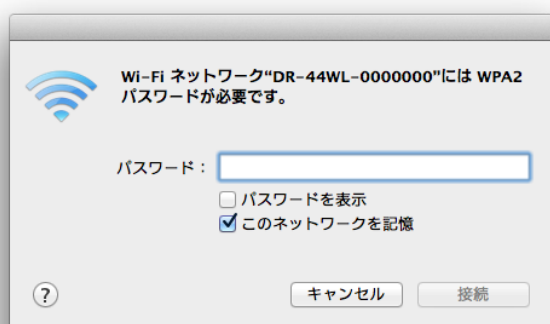 Wi-Fi ネットワーク“DR-44WL-0000000”には WPA2
パスワードが必要です。
パスワード：
パスワードを表示
このネットワークを記憶
?
キャンセル
接続